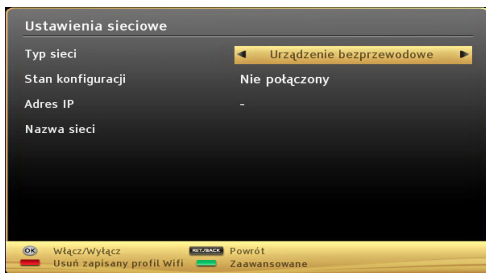 Ustawienia sieciowe
Typ sieci Urządzenie bezprzewodowe
Stan konfiguracji Nie połączony
Adres IP -
Nazwa sieci
OK Włącz/Wyłącz RET./BACK Powrót
Usuń zapisany profil Wifi Zaawansowane